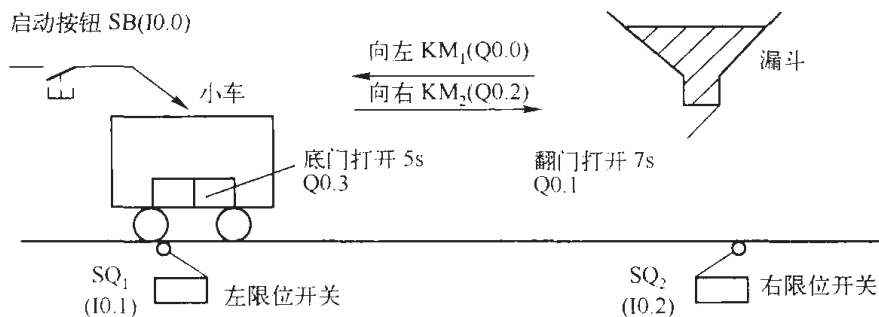 启动按钮 SB(I0.0)
向左 KM₁(Q0.0)
向右 KM₂(Q0.2)
漏斗
小车
底门打开 5s
Q0.3
翻门打开 7s
Q0.1
SQ₁
(I0.1)
左限位开关
SQ₂
(I0.2)
右限位开关